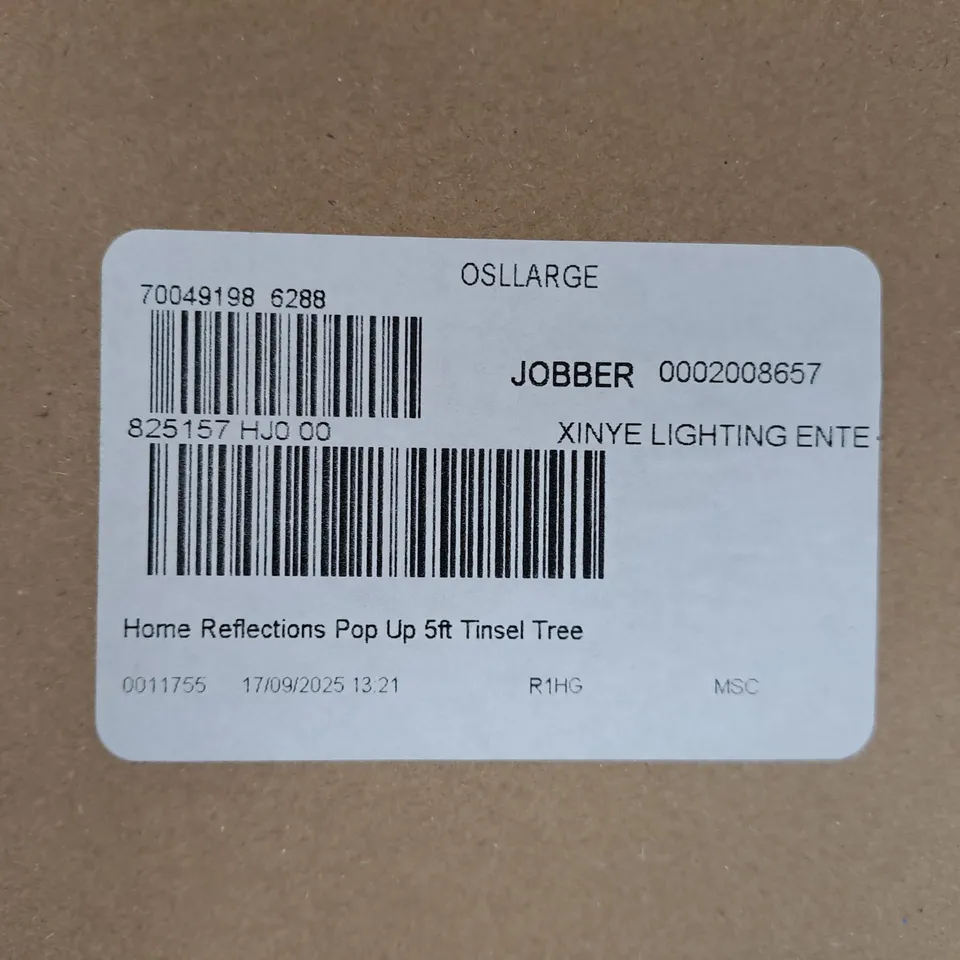 OSLLARGE
70049198 6288
JOBBER 0002008657
825157 HJ0 00
XINYE LIGHTING ENTE
Home Reflections Pop Up 5ft Tinsel Tree
0011755 17/09/2025 13:21 R1HG MSC